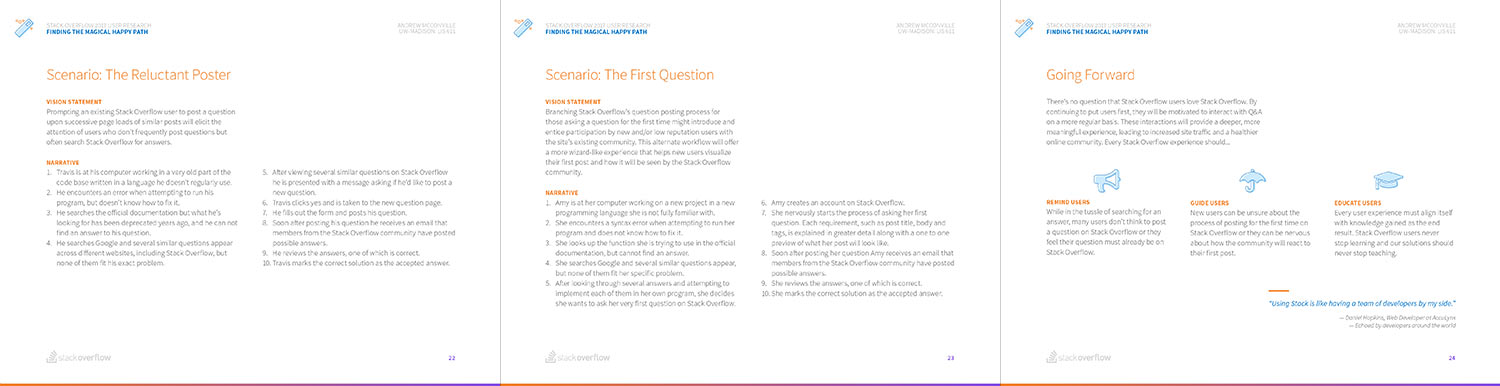 STACK OVERFLOW 2017 USER RESEARCH
FINDING THE MAGICAL HAPPY PATH
ANDREW MCCONVILLE
UW-MADISON: LIS 611
Scenario: The Reluctant Poster
VISION STATEMENT
Prompting an existing Stack Overflow user to post a question
upon successive page loads of similar posts will elicit the
attention of users who don't frequently post questions but
often search Stack Overflow for answers.
NARRATIVE
1. Travis is at his computer working in a very old part of the
code base written in a language he doesn't regularly use.
2. He encounters an error when attempting to run his
program, but doesn't know how to fix it.
3. He searches the official documentation but what he's
looking for has been deprecated years ago, and he can not
find an answer to his question.
4. He searches Google and several similar questions appear
across different websites, including Stack Overflow, but
none of them fit his exact problem.
5. After viewing several similar questions on Stack Overflow
he is presented with a message asking if he'd like to post a
new question.
6. Travis clicks yes and is taken to the new question page.
7. He fills out the form and posts his question.
8. Soon after posting his question he receives an email that
members from the Stack Overflow community have posted
possible answers.
9. He reviews the answers, one of which is correct.
10. Travis marks the correct solution as the accepted answer.
stackoverflow
22
STACK OVERFLOW 2017 USER RESEARCH
FINDING THE MAGICAL HAPPY PATH
ANDREW MCCONVILLE
UW-MADISON: LIS 611
Scenario: The First Question
VISION STATEMENT
Branching Stack Overflow's question posting process for
those asking a question for the first time might introduce and
entice participation by new and/or low reputation users with
the site's existing community. This alternate workflow will offer
a more wizard-like experience that helps new users visualize
their first post and how it will be seen by the Stack Overflow
community.
NARRATIVE
1. Amy is at her computer working on a new project in a new
programming language she is not fully familiar with.
2. She encounters a syntax error when attempting to run her
program and does not know how to fix it.
3. She looks up the function she is trying to use in the official
documentation, but cannot find an answer.
4. She searches Google and several similar questions appear,
but none of them fit her specific problem.
5. After looking through several answers and attempting to
implement each of them in her own program, she decides
she wants to ask her very first question on Stack Overflow.
6. Amy creates an account on Stack Overflow.
7. She nervously starts the process of asking her first
question. Each requirement, such as post title, body and
tags, is explained in greater detail along with a one to one
preview of what her post will look like.
8. Soon after posting her question Amy receives an email that
members from the Stack Overflow community have posted
possible answers.
9. She reviews the answers, one of which is correct.
10. She marks the correct solution as the accepted answer.
23
STACK OVERFLOW 2017 USER RESEARCH
FINDING THE MAGICAL HAPPY PATH
ANDREW MCCONVILLE
UW-MADISON: LIS 611
Going Forward
There's no question that Stack Overflow users love Stack Overflow. By
continuing to put users first, they will be motivated to interact with Q&A
on a more regular basis. These interactions will provide a deeper, more
meaningful experience, leading to increased site traffic and a healthier
online community. Every Stack Overflow experience should...
REMIND USERS
While in the tussle of searching for an
answer, many users don't think to post
a question on Stack Overflow or they
feel their question must already be on
Stack Overflow.
GUIDE USERS
New users can be unsure about the
process of posting for the first time on
Stack Overflow or they can be nervous
about how the community will react to
their first post.
EDUCATE USERS
Every user experience must align itself
with knowledge gained as the end
result. Stack Overflow users never
stop learning and our solutions should
never stop teaching.
"Using Stack is like having a team of developers by my side."
— Daniel Hopkins, Web Developer at AccuLynx
— Echoed by developers around the world
stackoverflow
24